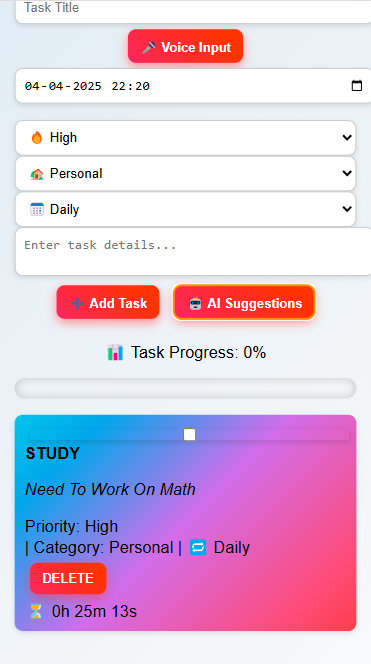 Task Title
🎤 Voice Input
04-04-2025 22:20
🔥 High
🏠 Personal
📅 Daily
Enter task details...
➕ Add Task
🤖 AI Suggestions
📊 Task Progress: 0%
STUDY
Need To Work On Math
Priority: High
| Category: Personal | 🔁 Daily
DELETE
⏳ 0h 25m 13s